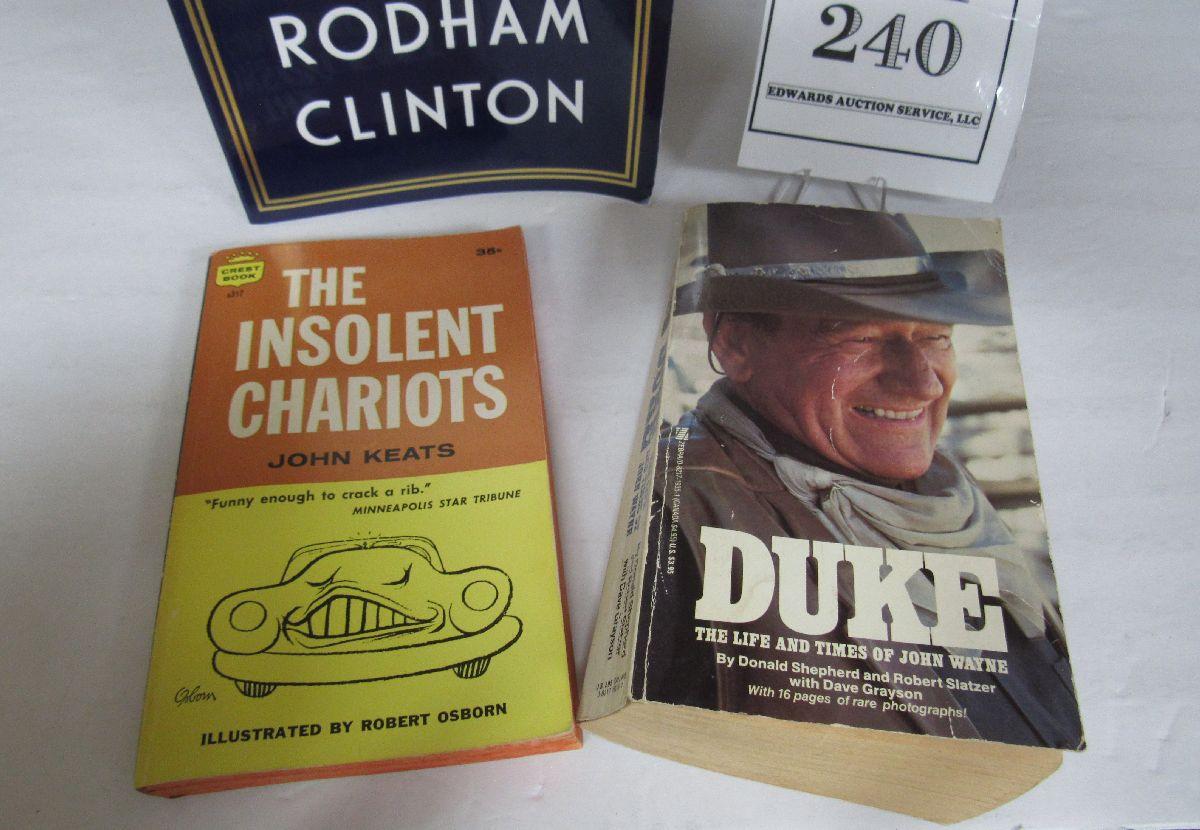 RODHAM
CLINTON
240
EDWARDS AUCTION SERVICE, LLC
CREST
BOOK
s317
35¢
THE
INSOLENT
CHARIOTS
JOHN KEATS
"Funny enough to crack a rib."
MINNEAPOLIS STAR TRIBUNE
Osborn
ILLUSTRATED BY ROBERT OSBORN
DUKE
THE LIFE AND TIMES OF JOHN WAYNE
By Donald Shepherd and Robert Slatzer
with Dave Grayson
With 16 pages of rare photographs!